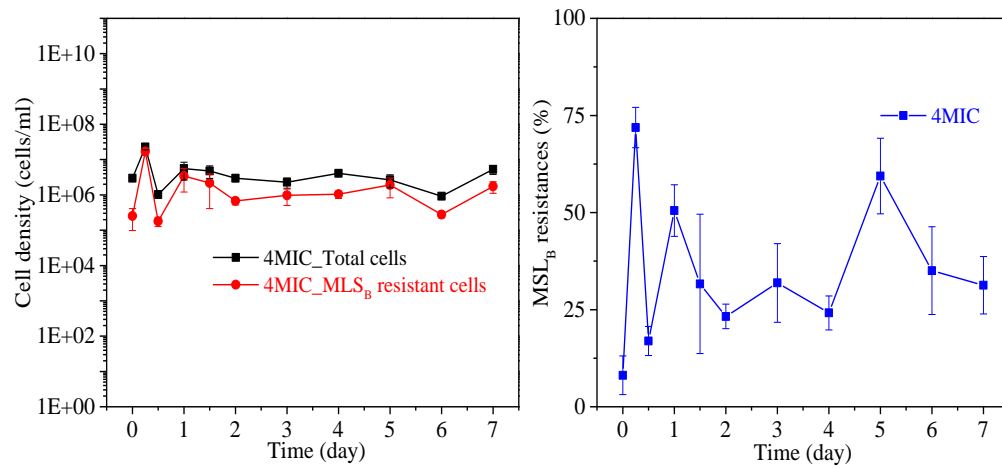 Cell density (cells/ml)
1E+10
1E+08
1E+06
1E+04
1E+02
1E+00
4MIC_Total cells
4MIC_MLS_B resistant cells
0 1 2 3 4 5 6 7
Time (day)
MSL_B resistances (%)
100
75
50
25
0
4MIC
0 1 2 3 4 5 6 7
Time (day)